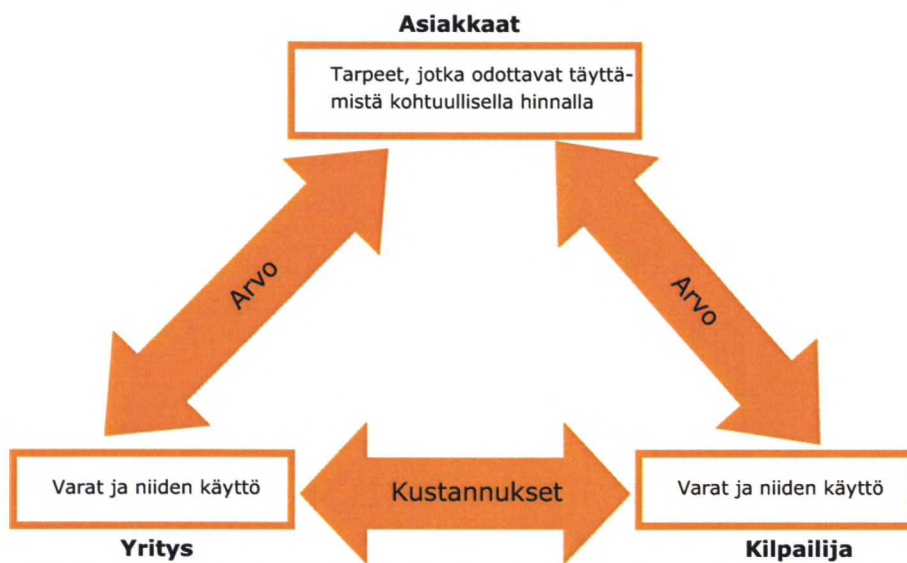 Asiakkaat
Tarpeet, jotka odottavat täyttä-
mistä kohtuullisella hinnalla
Arvo
Arvo
Varat ja niiden käyttö
Kustannukset
Varat ja niiden käyttö
Yritys
Kilpailija